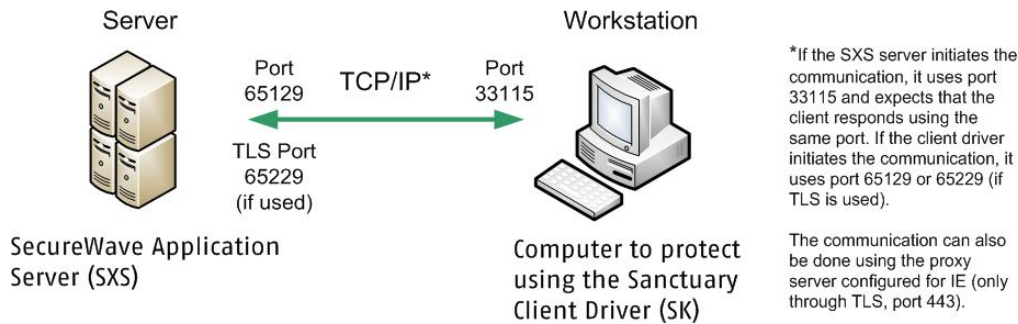 Server
Workstation
Port
65129
TCP/IP*
Port
33115
TLS Port
65229
(if used)
SecureWave Application
Server (SXS)
Computer to protect
using the Sanctuary
Client Driver (SK)
*If the SXS server initiates the
communication, it uses port
33115 and expects that the
client responds using the
same port. If the client driver
initiates the communication, it
uses port 65129 or 65229 (if
TLS is used).
The communication can also
be done using the proxy
server configured for IE (only
through TLS, port 443).